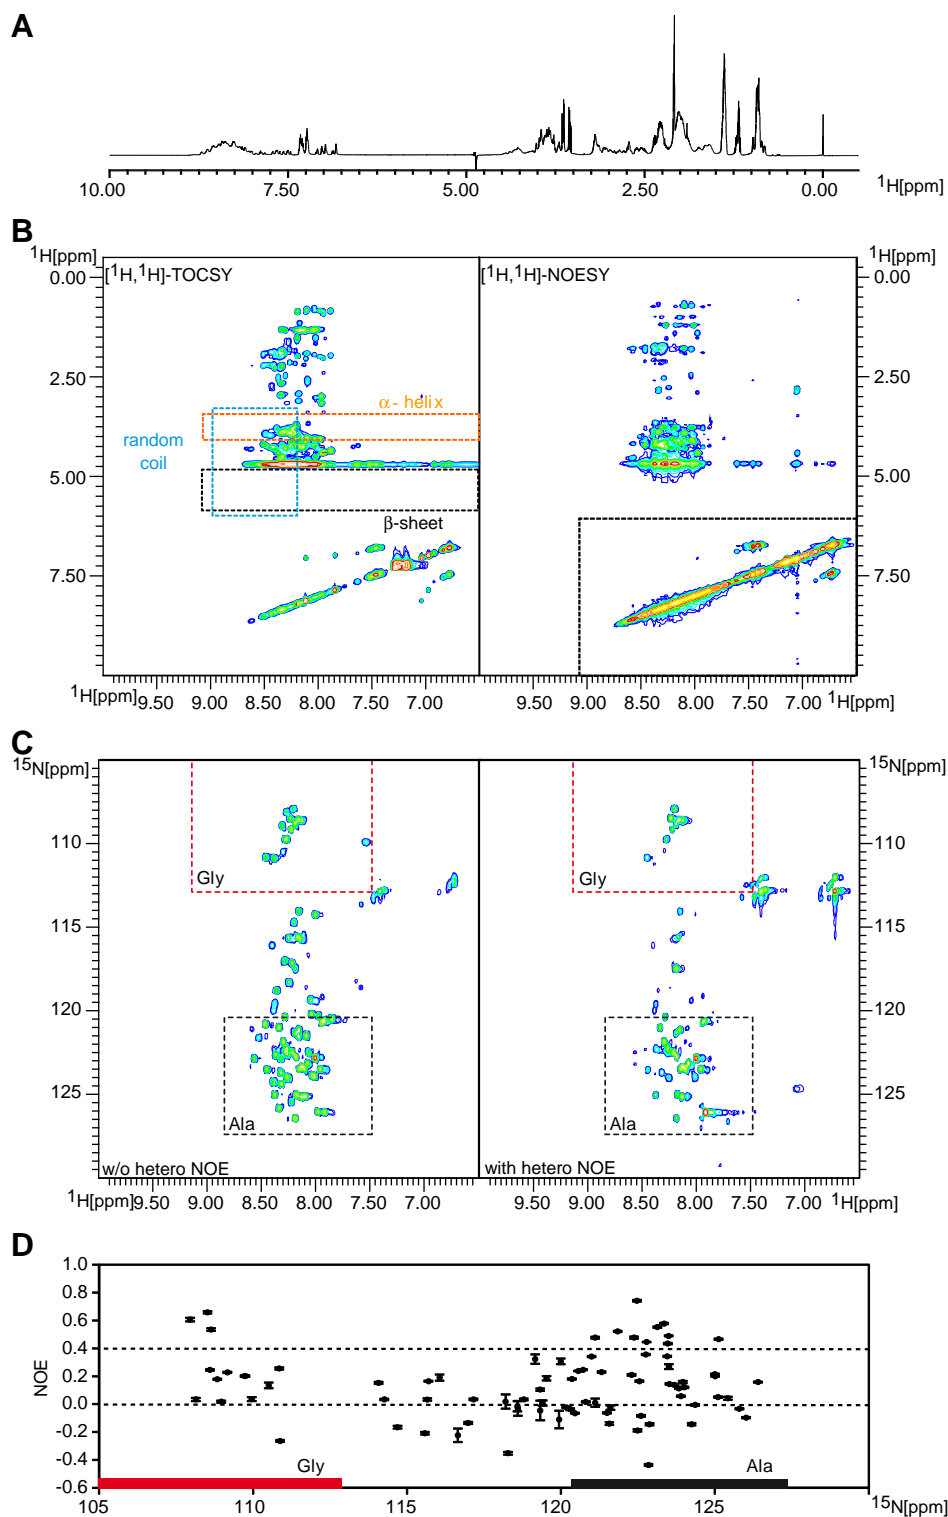 A
10.00 7.50 5.00 2.50 0.00 ¹H[ppm]
B
¹H[ppm] ¹H[ppm]
[¹H,¹H]-TOCSY [¹H,¹H]-NOESY
0.00 0.00
2.50 2.50
α- helix
random
coil
5.00 5.00
β-sheet
7.50 7.50
¹H[ppm] 9.00 8.50 8.00 7.50 7.00 9.50 9.00 8.50 8.00 7.50 7.00 ¹H[ppm]
C
¹⁵N[ppm] ¹⁵N[ppm]
110 110
Gly Gly
115 115
120 120
125 125
Ala Ala
w/o hetero NOE with hetero NOE
¹H[ppm] 9.50 9.00 8.50 8.00 7.50 7.00 9.50 9.00 8.50 8.00 7.50 7.00 ¹H[ppm]
D
1.0
0.8
0.6
0.4
NOE
0.2
0.0
-0.2
-0.4
Gly Ala
-0.6
105 110 115 120 125 ¹⁵N[ppm]